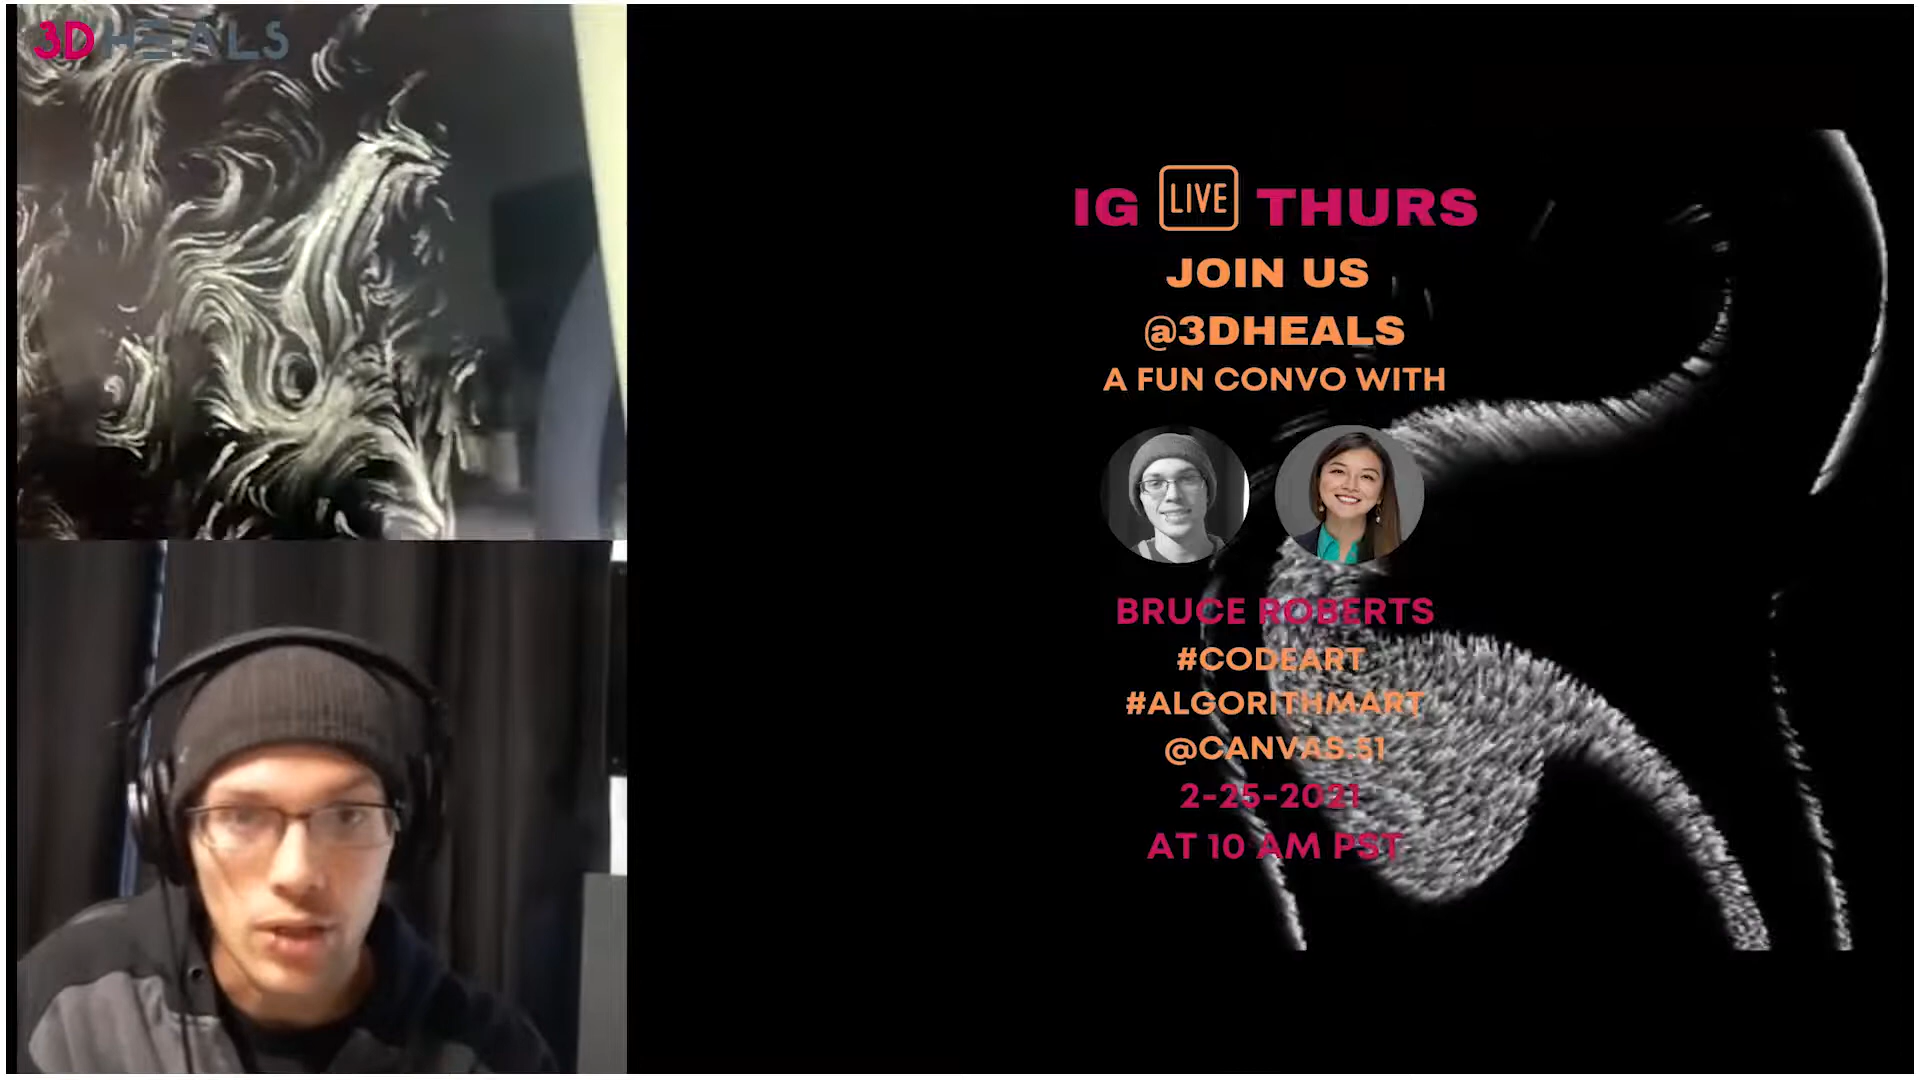 3DHEALS
IG LIVE THURS
JOIN US
@3DHEALS
A FUN CONVO WITH
BRUCE ROBERTS
#CODEART
#ALGORITHMART
@CANVAS.51
2-25-2021
AT 10 AM PST